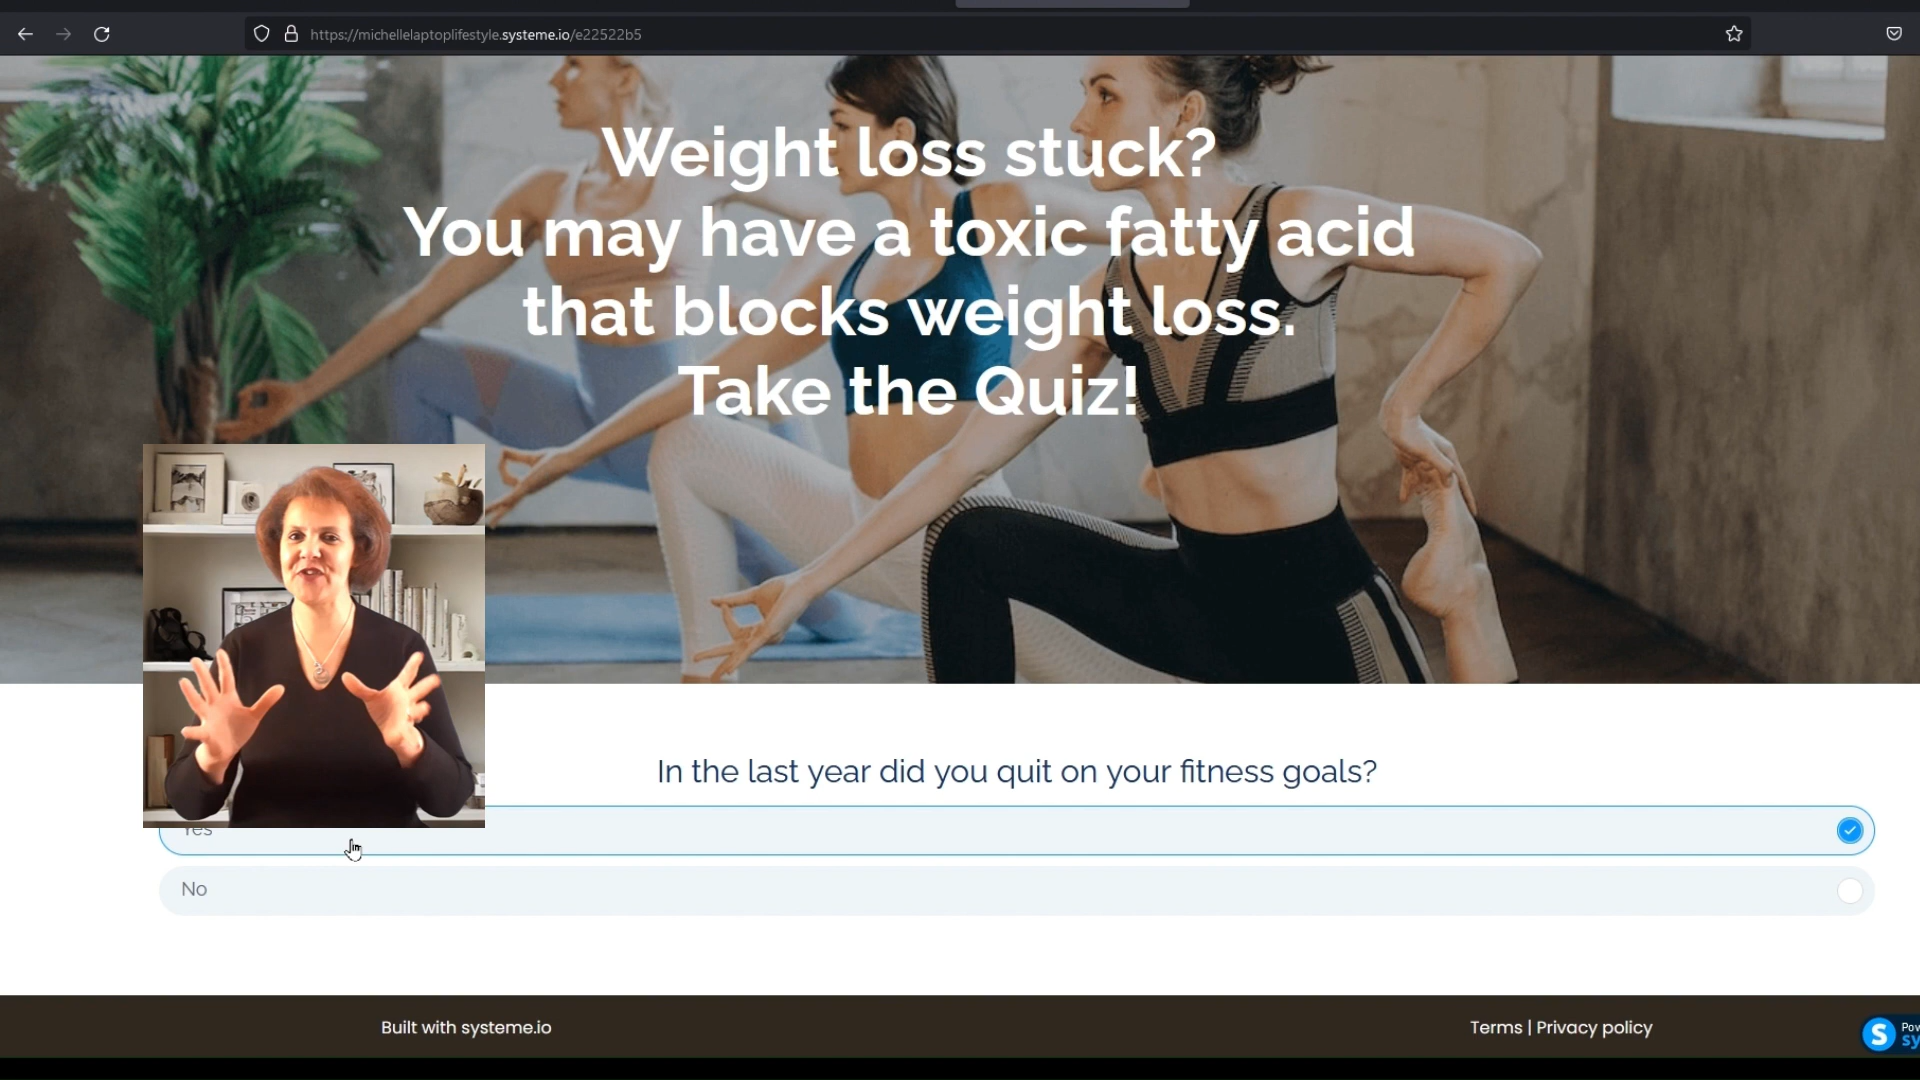 https://michellelaptoplifestyle.systeme.io/e22522b5
Weight loss stuck?
You may have a toxic fatty acid
that blocks weight loss.
Take the Quiz!
In the last year did you quit on your fitness goals?
Yes
No
Built with systeme.io
Terms | Privacy policy